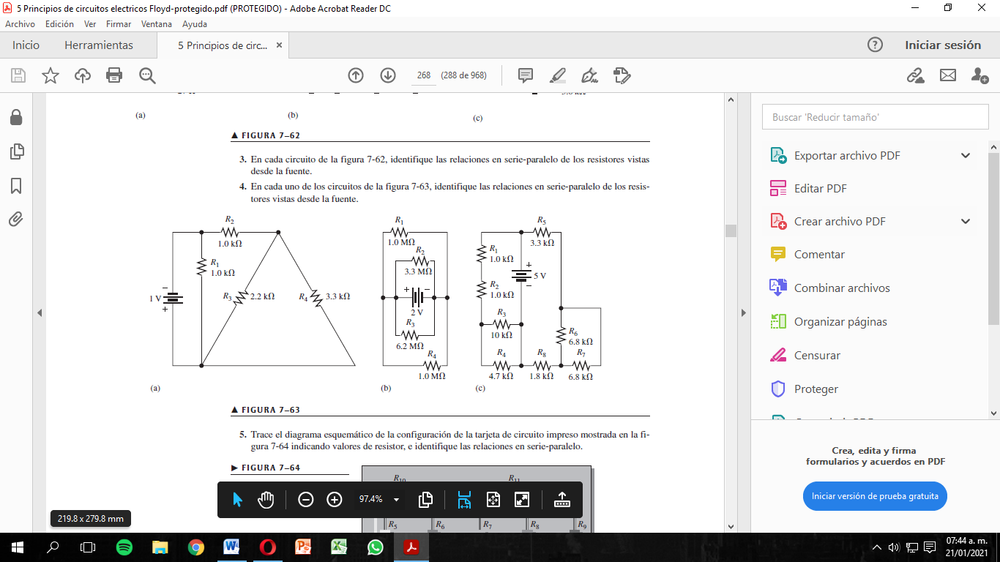 5 Principios de circuitos electricos Floyd-protegido.pdf (PROTEGIDO) - Adobe Acrobat Reader DC
Archivo Edición Ver Firmar Ventana Ayuda
Inicio Herramientas 5 Principios de circ... × Iniciar sesión
268 (288 de 968)
(a) (b) (c)
▲ FIGURA 7–62
3. En cada circuito de la figura 7-62, identifique las relaciones en serie-paralelo de los resistores vistas
desde la fuente.
4. En cada uno de los circuitos de la figura 7-63, identifique las relaciones en serie-paralelo de los resis-
tores vistas desde la fuente.
R2
1.0 kΩ
R1
1.0 kΩ
1 V
−
+
R3 2.2 kΩ
R4 3.3 kΩ
(a)
R1
1.0 MΩ
R2
3.3 MΩ
+ −
2 V
R3
6.2 MΩ
R4
1.0 MΩ
(b)
R5
3.3 kΩ
R1
1.0 kΩ
+
5 V
−
R2
1.0 kΩ
R3
10 kΩ
R6
6.8 kΩ
R4
4.7 kΩ
R8
1.8 kΩ
R7
6.8 kΩ
(c)
▲ FIGURA 7–63
5. Trace el diagrama esquemático de la configuración de la tarjeta de circuito impreso mostrada en la fi-
gura 7-64 indicando valores de resistor, e identifique las relaciones en serie-paralelo.
► FIGURA 7–64
R10 R11
R5 R6 R7 R8 R9
97.4%
219.8 x 279.8 mm
Buscar 'Reducir tamaño'
Exportar archivo PDF
Editar PDF
Crear archivo PDF
Comentar
Combinar archivos
Organizar páginas
Censurar
Proteger
Crea, edita y firma
formularios y acuerdos en PDF
Iniciar versión de prueba gratuita
07:44 a. m.
21/01/2021